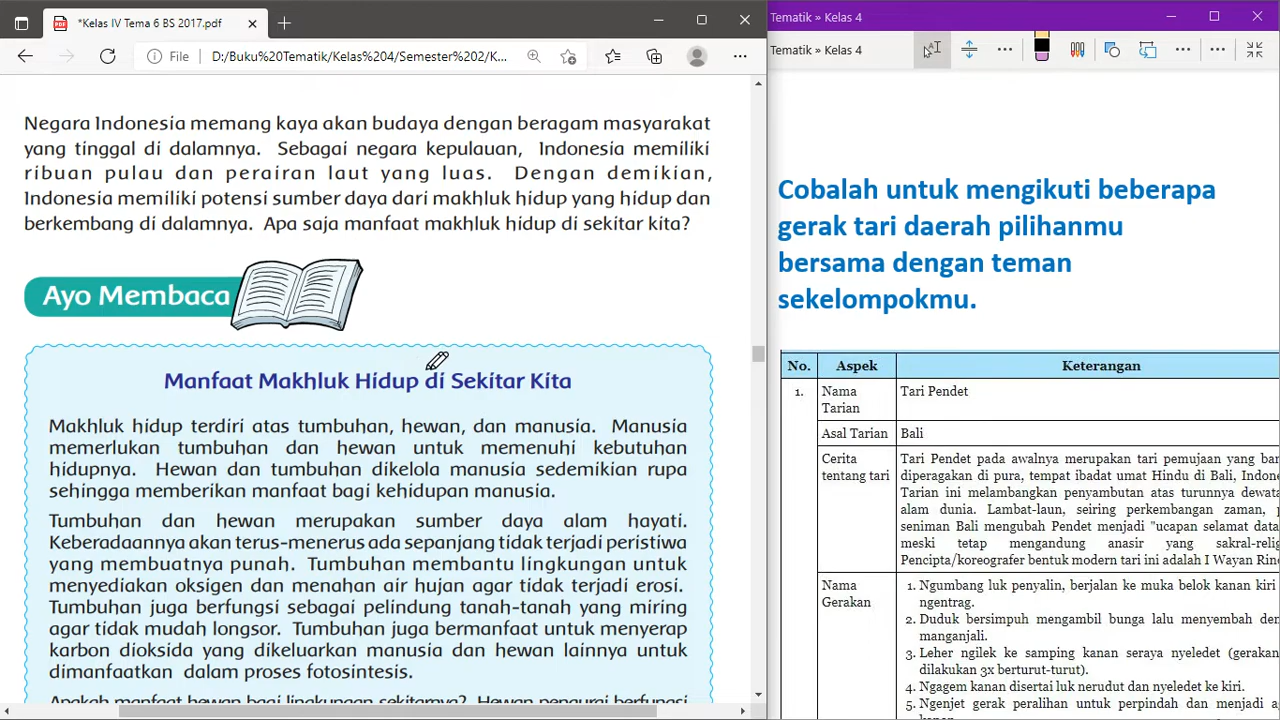 *Kelas IV Tema 6 BS 2017.pdf
File
D:/Buku%20Tematik/Kelas%204/Semester%202/K...
Negara Indonesia memang kaya akan budaya dengan beragam masyarakat
yang tinggal di dalamnya. Sebagai negara kepulauan, Indonesia memiliki
ribuan pulau dan perairan laut yang luas. Dengan demikian,
Indonesia memiliki potensi sumber daya dari makhluk hidup yang hidup dan
berkembang di dalamnya. Apa saja manfaat makhluk hidup di sekitar kita?
Ayo Membaca
Manfaat Makhluk Hidup di Sekitar Kita
Makhluk hidup terdiri atas tumbuhan, hewan, dan manusia. Manusia
memerlukan tumbuhan dan hewan untuk memenuhi kebutuhan
hidupnya. Hewan dan tumbuhan dikelola manusia sedemikian rupa
sehingga memberikan manfaat bagi kehidupan manusia.
Tumbuhan dan hewan merupakan sumber daya alam hayati.
Keberadaannya akan terus-menerus ada sepanjang tidak terjadi peristiwa
yang membuatnya punah. Tumbuhan membantu lingkungan untuk
menyediakan oksigen dan menahan air hujan agar tidak terjadi erosi.
Tumbuhan juga berfungsi sebagai pelindung tanah-tanah yang miring
agar tidak mudah longsor. Tumbuhan juga bermanfaat untuk menyerap
karbon dioksida yang dikeluarkan manusia dan hewan lainnya untuk
dimanfaatkan dalam proses fotosintesis.
Apakah manfaat hewan bagi lingkungan sekitarnya? Hewan pengurai berfungsi
Tematik » Kelas 4
Tematik » Kelas 4
Cobalah untuk mengikuti beberapa
gerak tari daerah pilihanmu
bersama dengan teman
sekelompokmu.
No. Aspek Keterangan
1. Nama Tari Pendet
Tarian
Asal Tarian Bali
Cerita Tari Pendet pada awalnya merupakan tari pemujaan yang
tentang tari diperagakan di pura, tempat ibadat umat Hindu di Bali,
Tarian ini melambangkan penyambutan atas turunnya
alam dunia. Lambat-laun, seiring perkembangan zaman,
seniman Bali mengubah Pendet menjadi "ucapan selamat
meski tetap mengandung anasir yang
Pencipta/koreografer bentuk modern tari ini adalah I Wayan
Nama 1. Ngumbang luk penyalin, berjalan ke muka belok kanan kiri
Gerakan ngentrag.
2. Duduk bersimpuh mengambil bunga lalu menyembah
manganjali.
3. Leher ngilek ke samping kanan seraya nyeledet
dilakukan 3x berturut-turut).
4. Ngagem kanan disertai luk nerudut dan nyeledet ke kiri.
5. Ngenjet gerak peralihan untuk berpindah dan menjadi